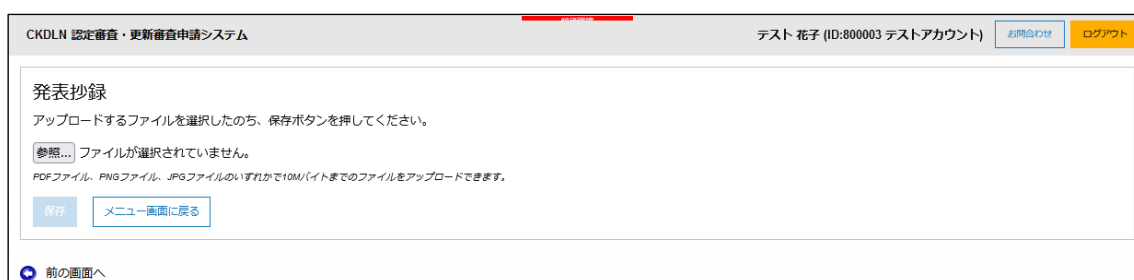 CKDLN 認定審査・更新審査申請システム
テスト 花子 (ID:800003 テストアカウント)
お問合わせ
ログアウト
発表抄録
アップロードするファイルを選択したのち、保存ボタンを押してください。
参照... ファイルが選択されていません。
PDFファイル、PNGファイル、JPGファイルのいずれかで10Mバイトまでのファイルをアップロードできます。
保存
メニュー画面に戻る
前の画面へ